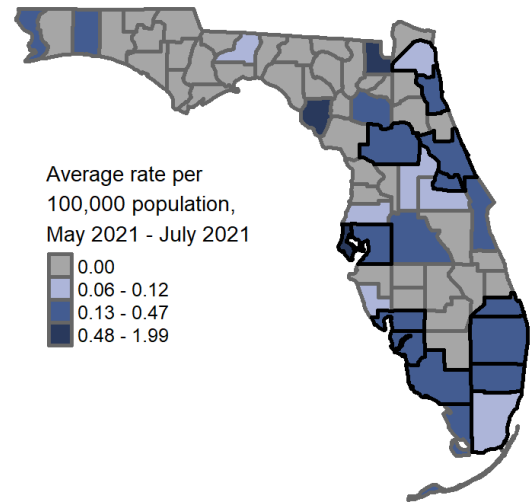 Average rate per
100,000 population,
May 2021 - July 2021
0.00
0.06 - 0.12
0.13 - 0.47
0.48 - 1.99